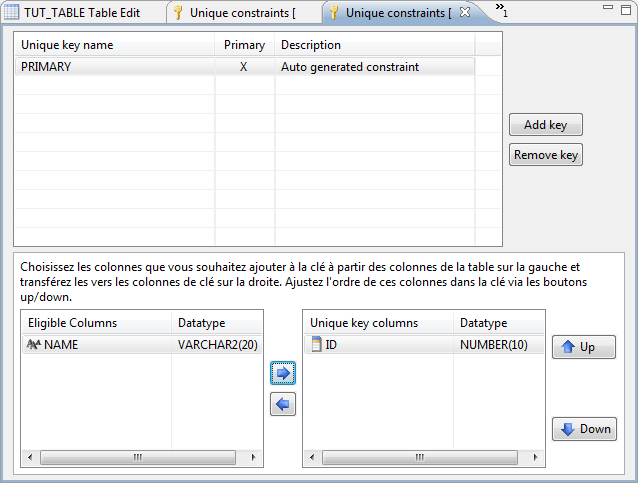 TUT_TABLE Table Edit Unique constraints [ Unique constraints [ »1
Unique key name Primary Description
PRIMARY X Auto generated constraint
Add key
Remove key
Choisissez les colonnes que vous souhaitez ajouter à la clé à partir des colonnes de la table sur la gauche et
transférez les vers les colonnes de clé sur la droite. Ajustez l'ordre de ces colonnes dans la clé via les boutons
up/down.
Eligible Columns Datatype Unique key columns Datatype
NAME VARCHAR2(20) ID NUMBER(10) Up
Down